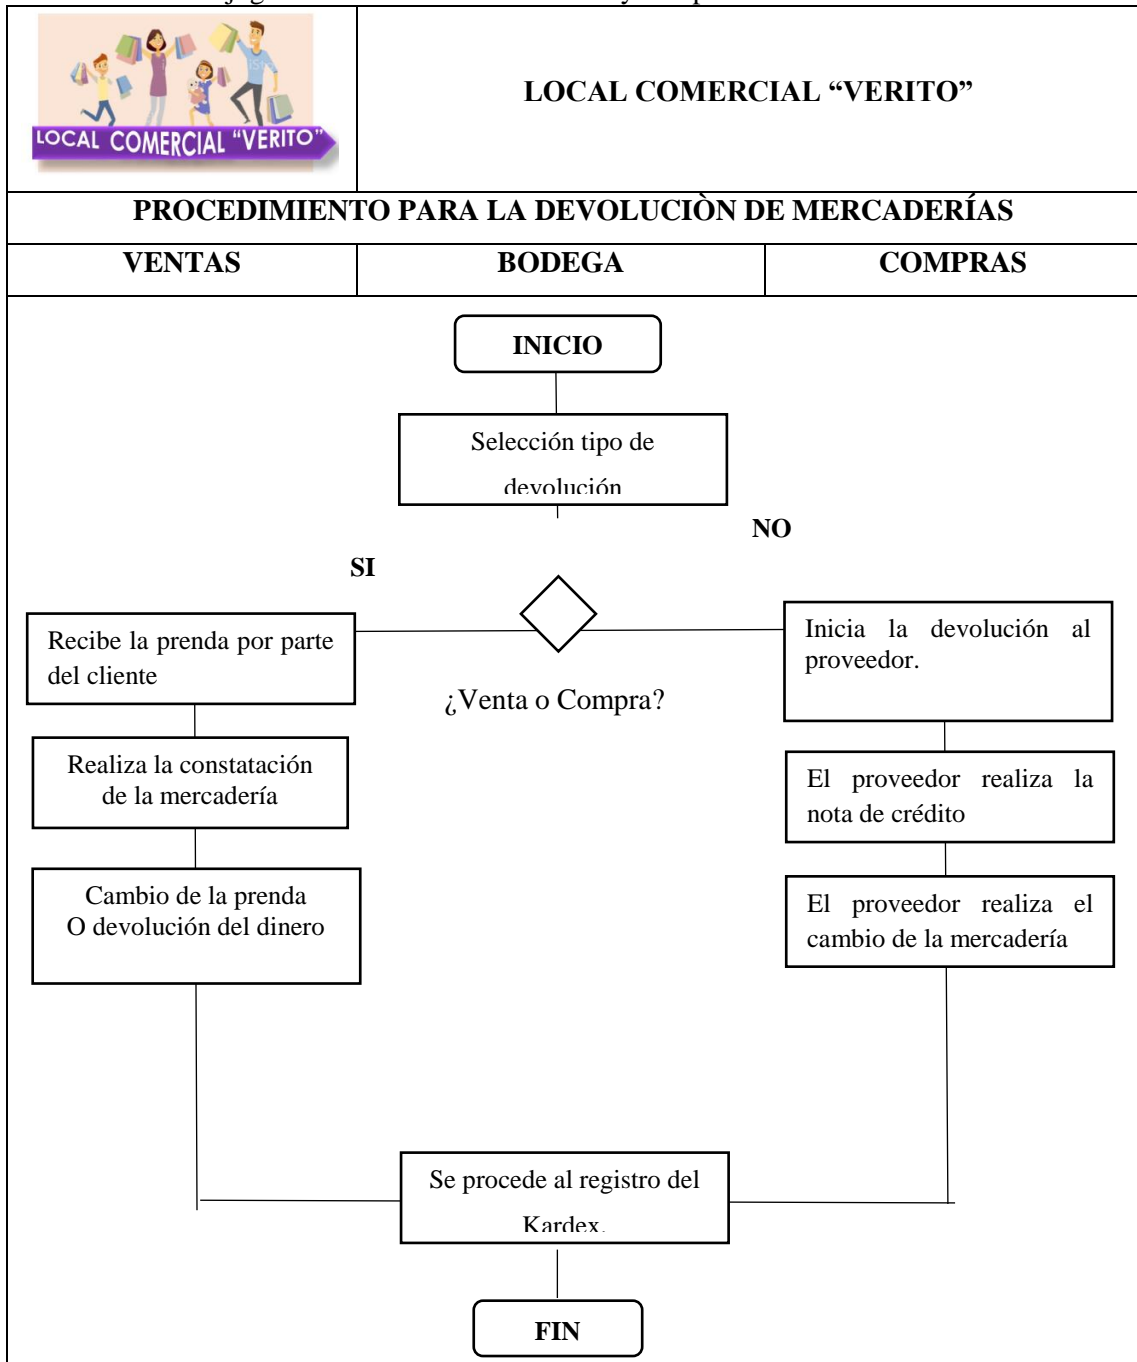 LOCAL COMERCIAL "VERITO"
LOCAL COMERCIAL “VERITO”
PROCEDIMIENTO PARA LA DEVOLUCIÒN DE MERCADERÍAS
VENTAS
BODEGA
COMPRAS
INICIO
Selección tipo de
devolución
NO
SI
Recibe la prenda por parte
del cliente
Inicia la devolución al
proveedor.
¿Venta o Compra?
Realiza la constatación
de la mercadería
El proveedor realiza la
nota de crédito
Cambio de la prenda
O devolución del dinero
El proveedor realiza el
cambio de la mercadería
Se procede al registro del
Kardex.
FIN